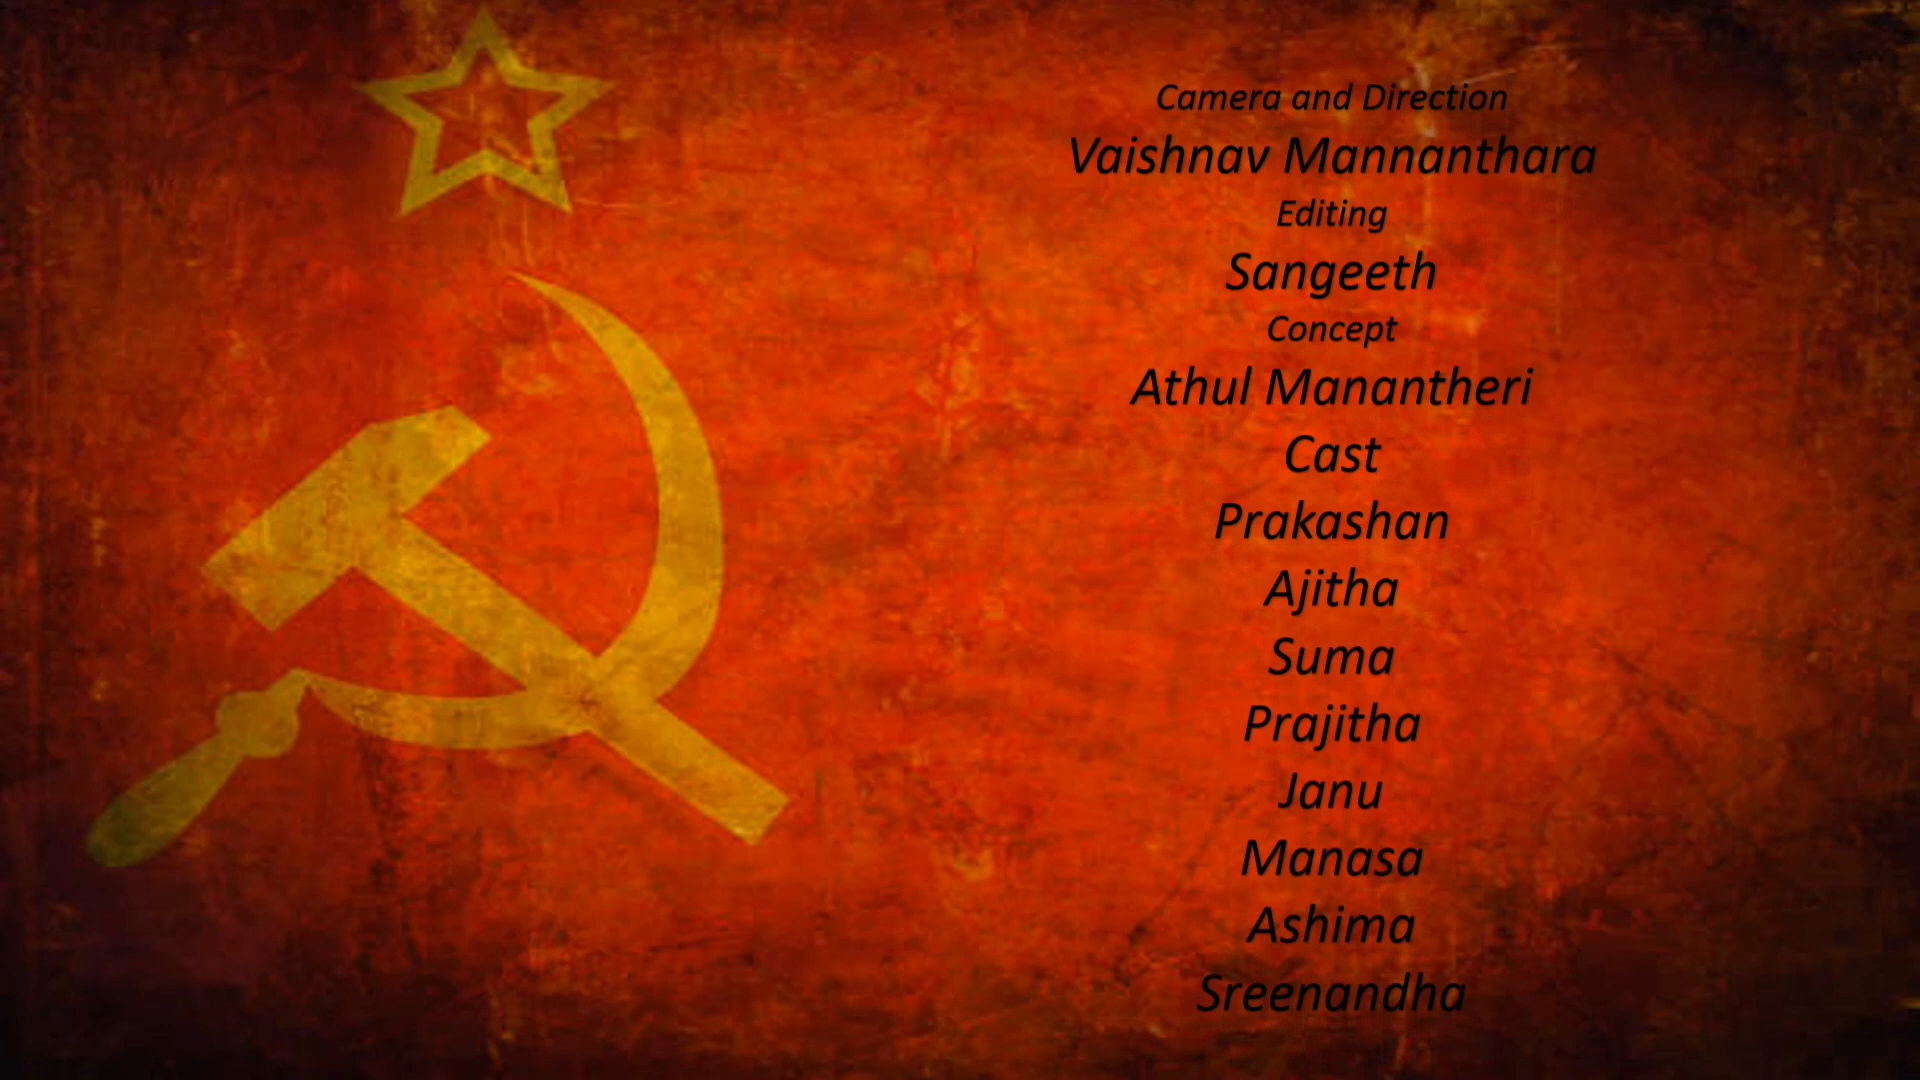 Camera and Direction
Vaishnav Mannanthara
Editing
Sangeeth
Concept
Athul Manantheri
Cast
Prakashan
Ajitha
Suma
Prajitha
Janu
Manasa
Ashima
Sreenandha